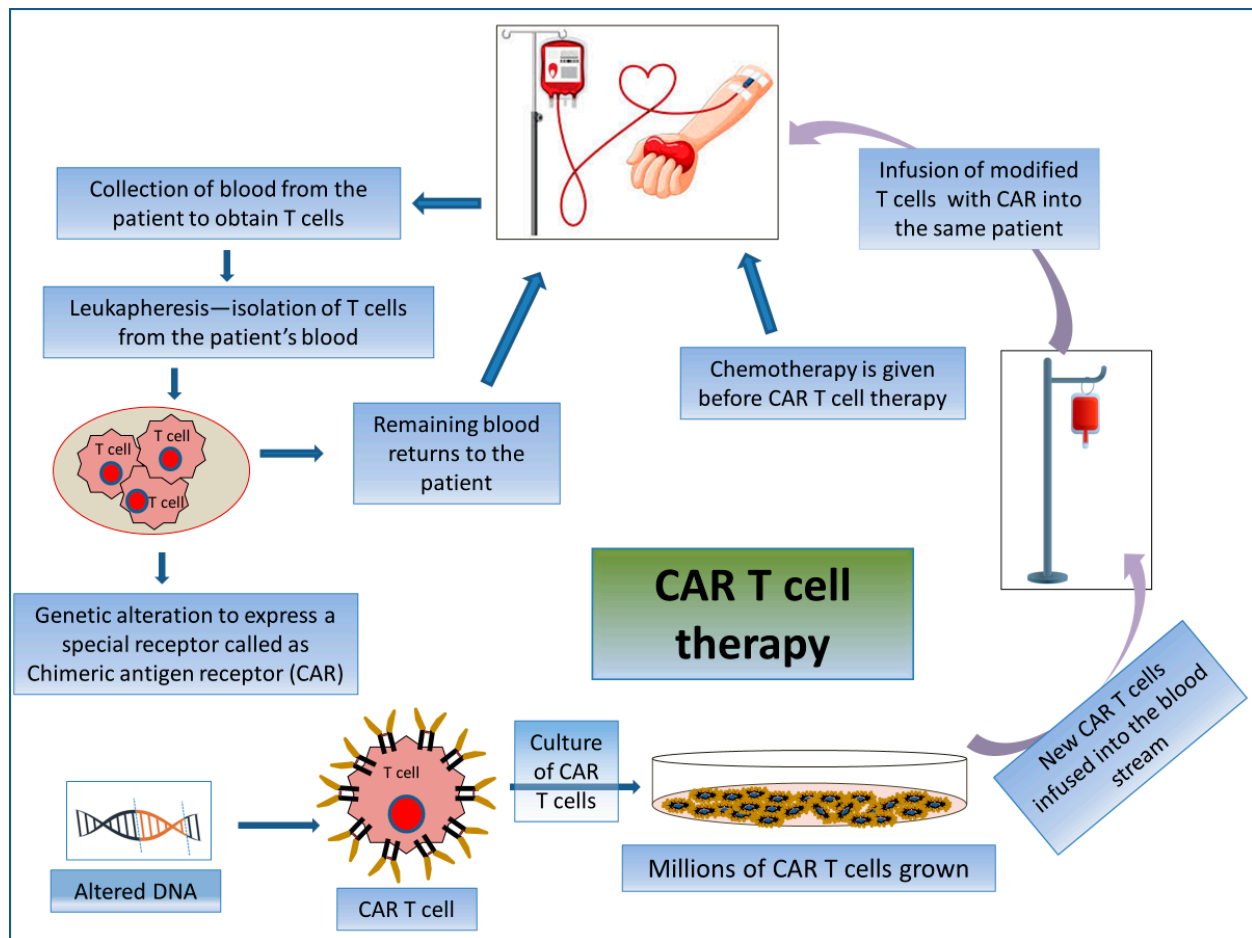 Collection of blood from the
patient to obtain T cells
Leukapheresis—isolation of T cells
from the patient's blood
T cell
T cell
T cell
Remaining blood
returns to the
patient
Genetic alteration to express a
special receptor called as
Chimeric antigen receptor (CAR)
Altered DNA
T cell
CAR T cell
Culture
of CAR
T cells
Millions of CAR T cells grown
New CAR T cells
infused into the blood
stream
Infusion of modified
T cells with CAR into
the same patient
Chemotherapy is given
before CAR T cell therapy
CAR T cell
therapy